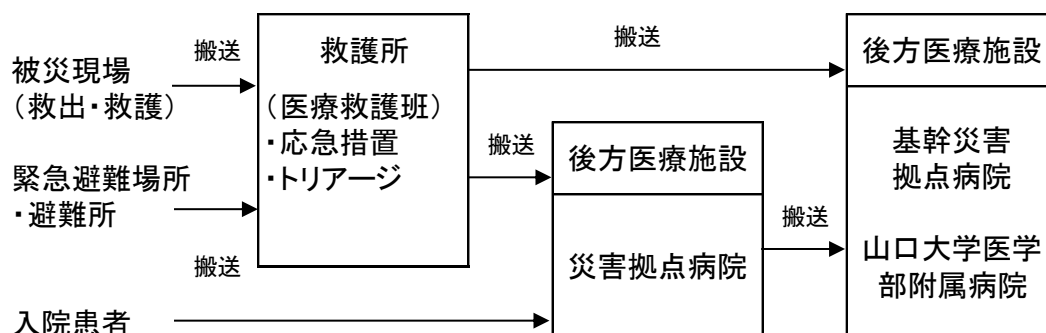 搬送
被災現場
（救出・救護）
緊急避難場所
・避難所
搬送
入院患者
救護所
（医療救護班）
・応急措置
・トリアージ
搬送
搬送
後方医療施設
災害拠点病院
搬送
後方医療施設
基幹災害
拠点病院
山口大学医学
部附属病院